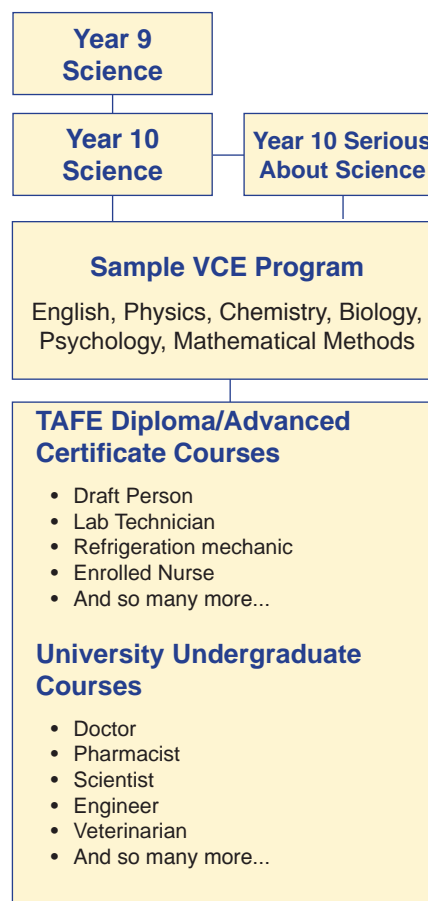 Year 9
Science
Year 10
Science
Year 10 Serious
About Science
Sample VCE Program
English, Physics, Chemistry, Biology,
Psychology, Mathematical Methods
TAFE Diploma/Advanced
Certificate Courses
• Draft Person
• Lab Technician
• Refrigeration mechanic
• Enrolled Nurse
• And so many more...
University Undergraduate
Courses
• Doctor
• Pharmacist
• Scientist
• Engineer
• Veterinarian
• And so many more...